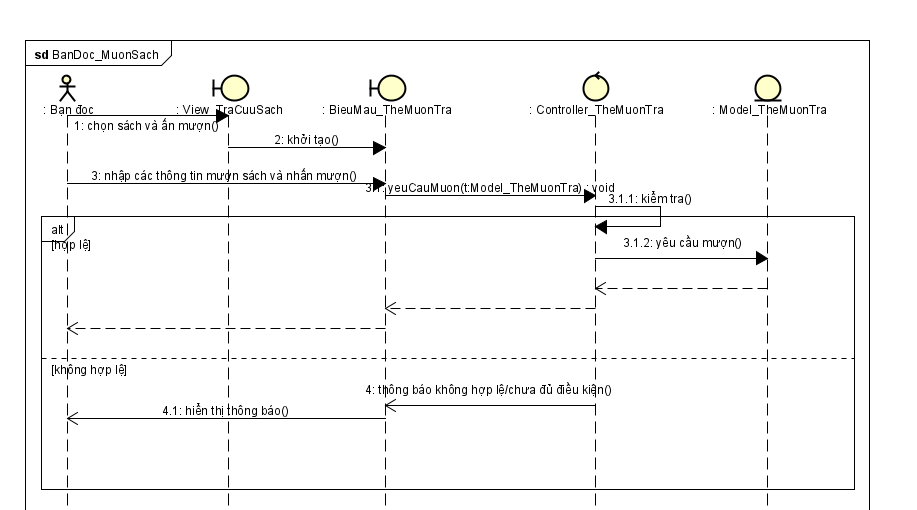 sd BanDoc_MuonSach
: Bạn đọc
: View_TraCuuSach
: BieuMau_TheMuonTra
: Controller_TheMuonTra
: Model_TheMuonTra
1: chọn sách và ấn mượn()
2: khởi tạo()
3: nhập các thông tin mượn sách và nhấn mượn()
3.1: yeuCauMuon(t:Model_TheMuonTra) : void
3.1.1: kiểm tra()
alt
[hợp lệ]
3.1.2: yêu cầu mượn()
[không hợp lệ]
4: thông báo không hợp lệ/chưa đủ điều kiện()
4.1: hiển thị thông báo()